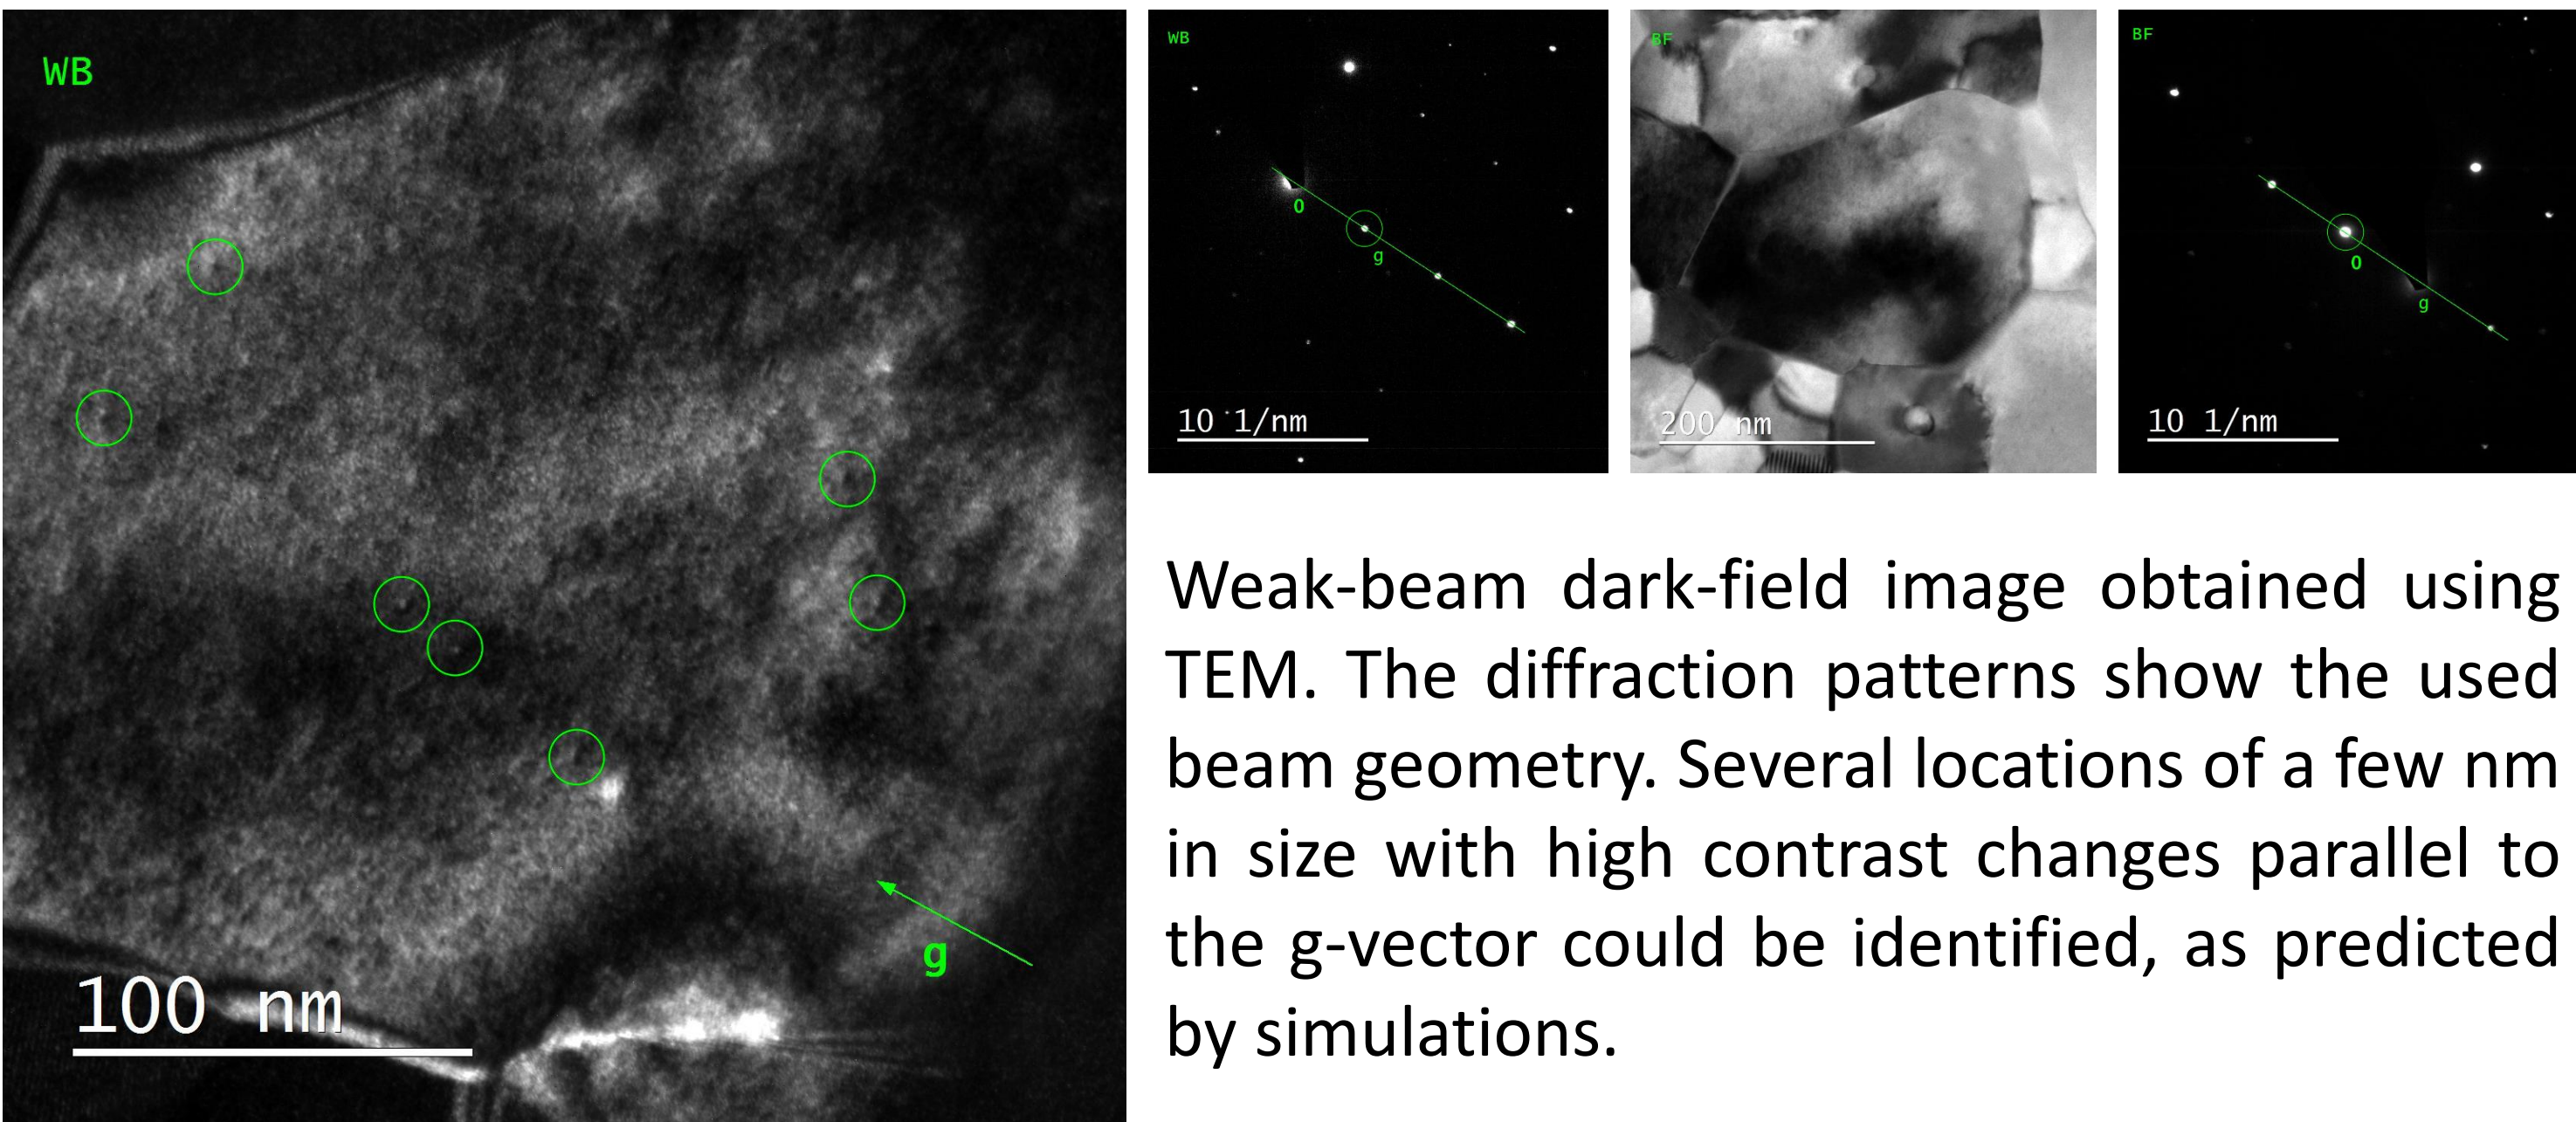 WB
g
100 nm
WB
O
g
10 1/nm
BF
200 nm
BF
O
g
10 1/nm
Weak-beam dark-field image obtained using
TEM. The diffraction patterns show the used
beam geometry. Several locations of a few nm
in size with high contrast changes parallel to
the g-vector could be identified, as predicted
by simulations.